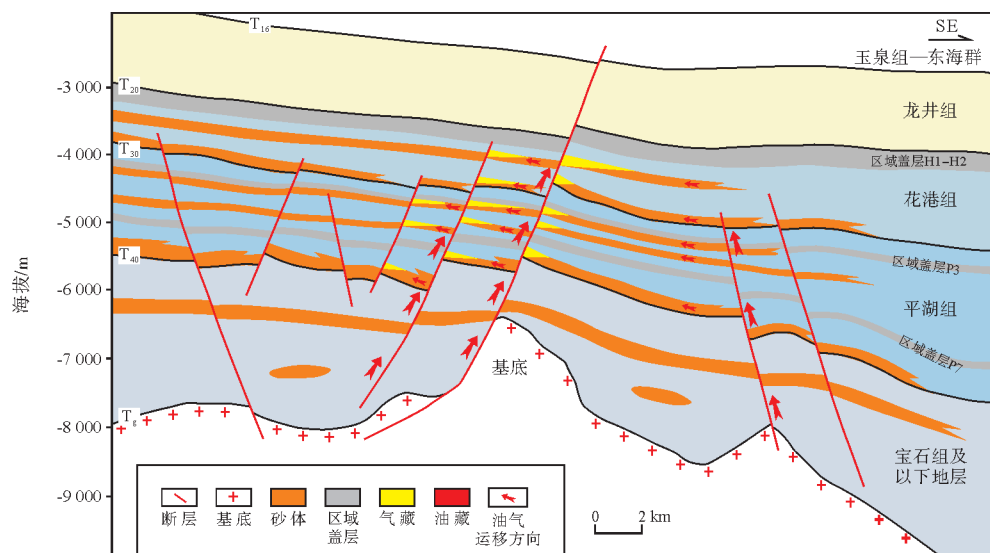 T16
SE
玉泉组—东海群
-3 000
T20
龙井组
-4 000
T30
区域盖层H1-H2
花港组
-5 000
T40
区域盖层P3
海拔/m
-6 000
平湖组
区域盖层P7
-7 000
基底
Tg
-8 000
宝石组及
以下地层
-9 000
断层
基底
砂体
区域
盖层
气藏
油藏
油气
运移方向
0 2 km